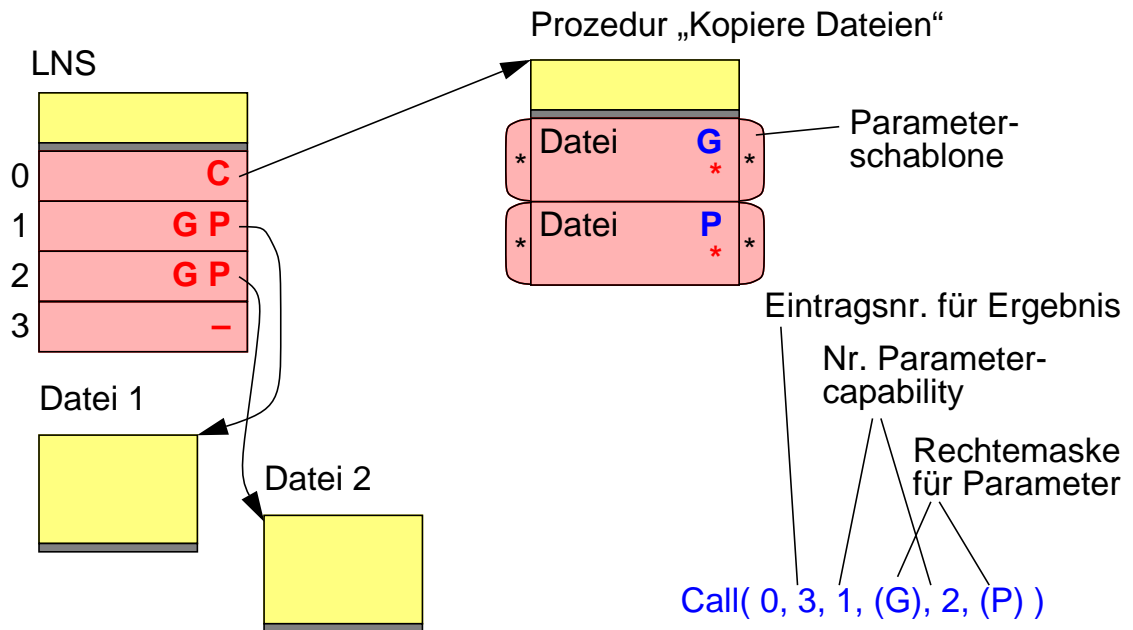 Prozedur „Kopiere Dateien“
LNS
0 C
1 G P
2 G P
3 –
* Datei G *
*
* Datei P *
*
Parameter-
schablone
Eintragsnr. für Ergebnis
Nr. Parameter-
capability
Rechtemaske
für Parameter
Datei 1
Datei 2
Call( 0, 3, 1, (G), 2, (P) )